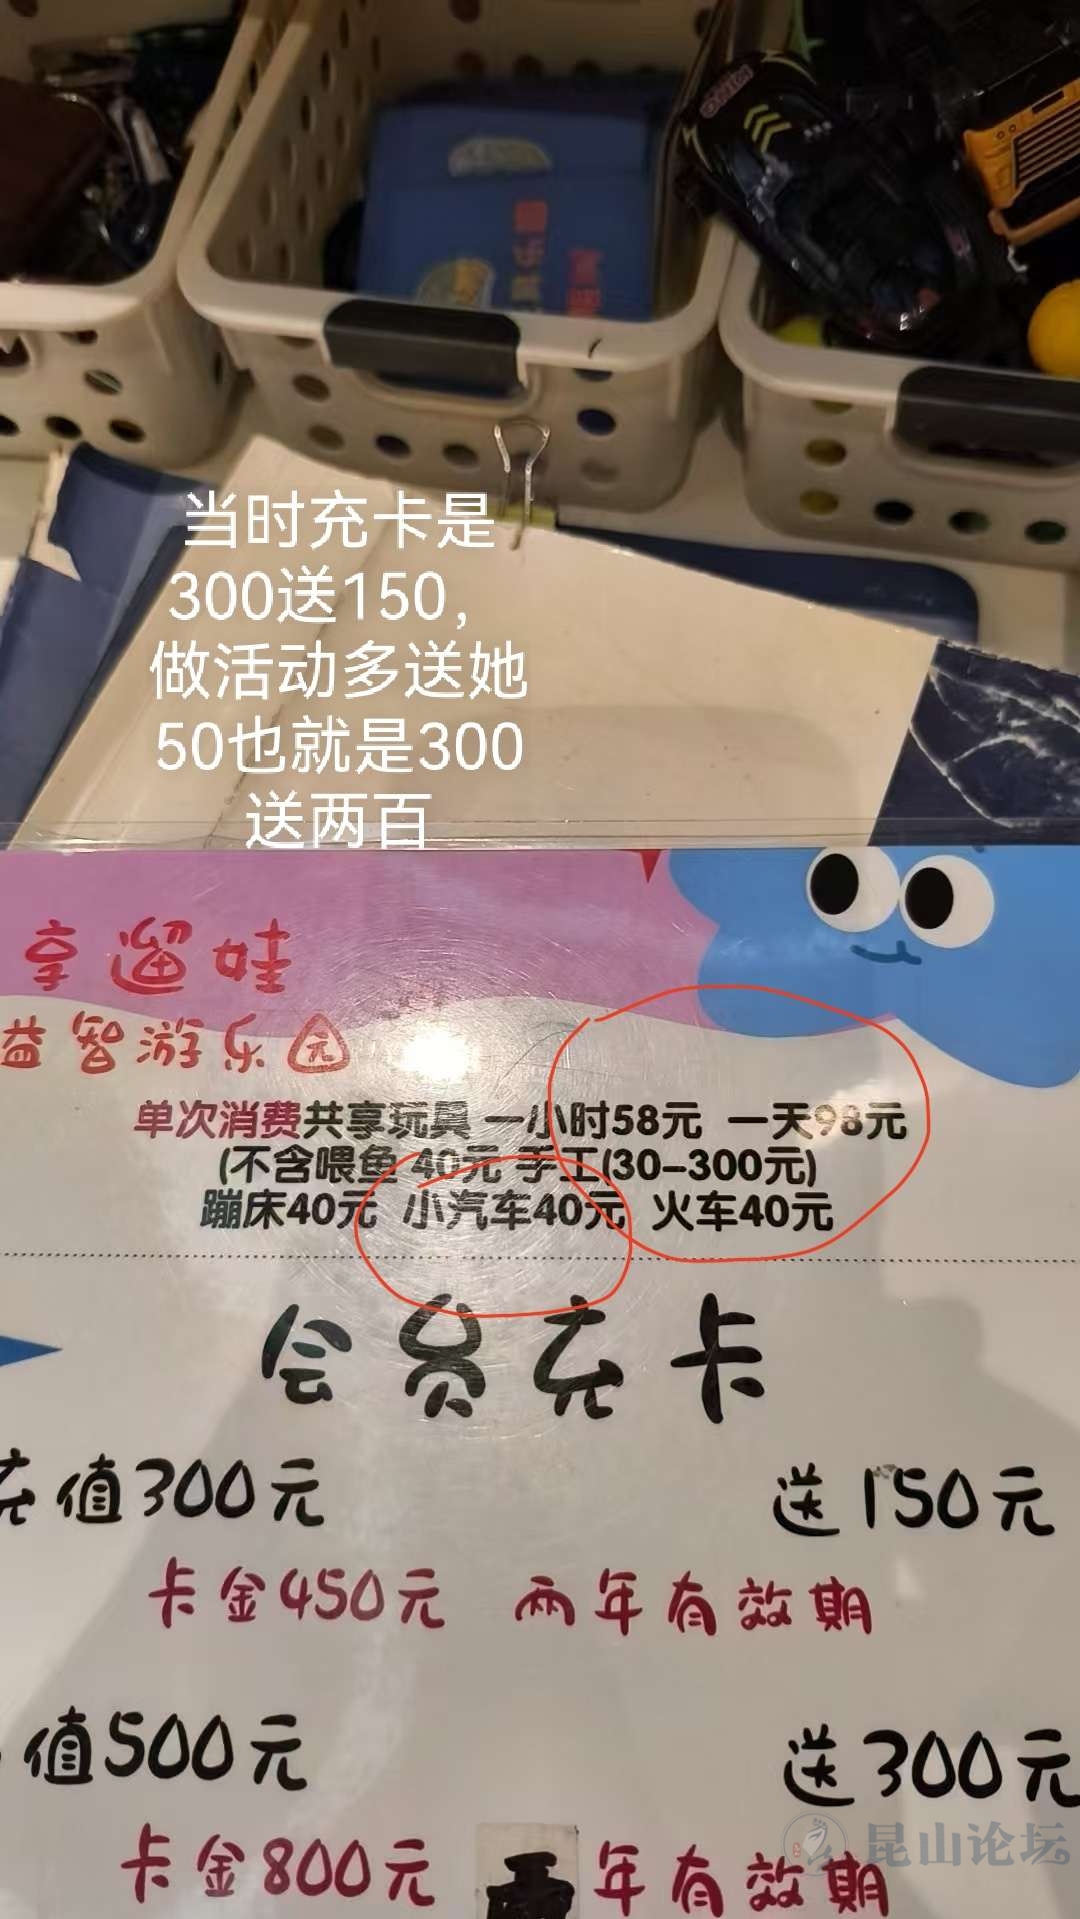 当时充卡是
300送150，
做活动多送她
50也就是300
送两百
享遛娃
益智游乐园
单次消费共享玩具 一小时58元 一天98元
(不含喂鱼 40元 手工(30-300元)
蹦床40元 小汽车40元 火车40元
会员充卡
充值300元 送150元
卡金450元 两年有效期
值500元 送300元
卡金800元 两年有效期
昆山论坛